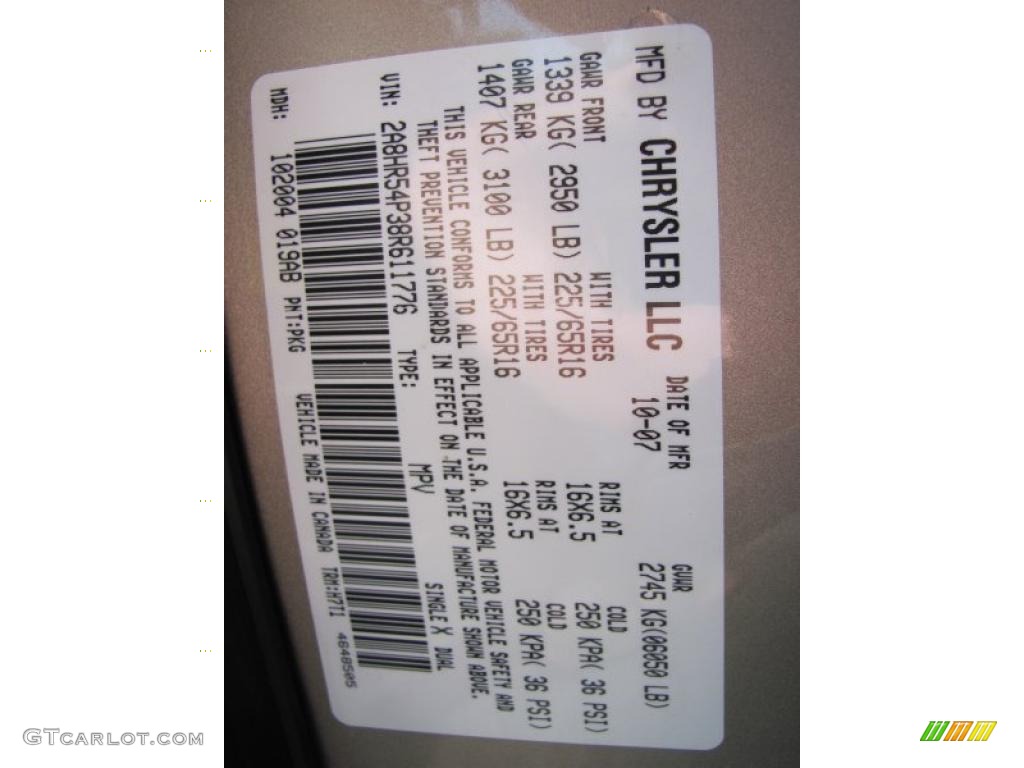 MFD BY CHRYSLER LLC DATE OF MFR 10-07 GVWR 2745 KG(06050 LB)
GAWR FRONT WITH TIRES RIMS AT COLD
1339 KG( 2950 LB) 225/65R16 16X6.5 250 KPA( 36 PSI)
GAWR REAR WITH TIRES RIMS AT COLD
1407 KG( 3100 LB) 225/65R16 16X6.5 250 KPA( 36 PSI)
THIS VEHICLE CONFORMS TO ALL APPLICABLE U.S.A. FEDERAL MOTOR VEHICLE SAFETY AND
THEFT PREVENTION STANDARDS IN EFFECT ON THE DATE OF MANUFACTURE SHOWN ABOVE.
VIN: 2A8HR54P38R611776 TYPE: MPV SINGLE X DUAL
MDH: 102004 019AB PNT:PKG VEHICLE MADE IN CANADA TRM:H7T1 4648505
GTcarlot.com